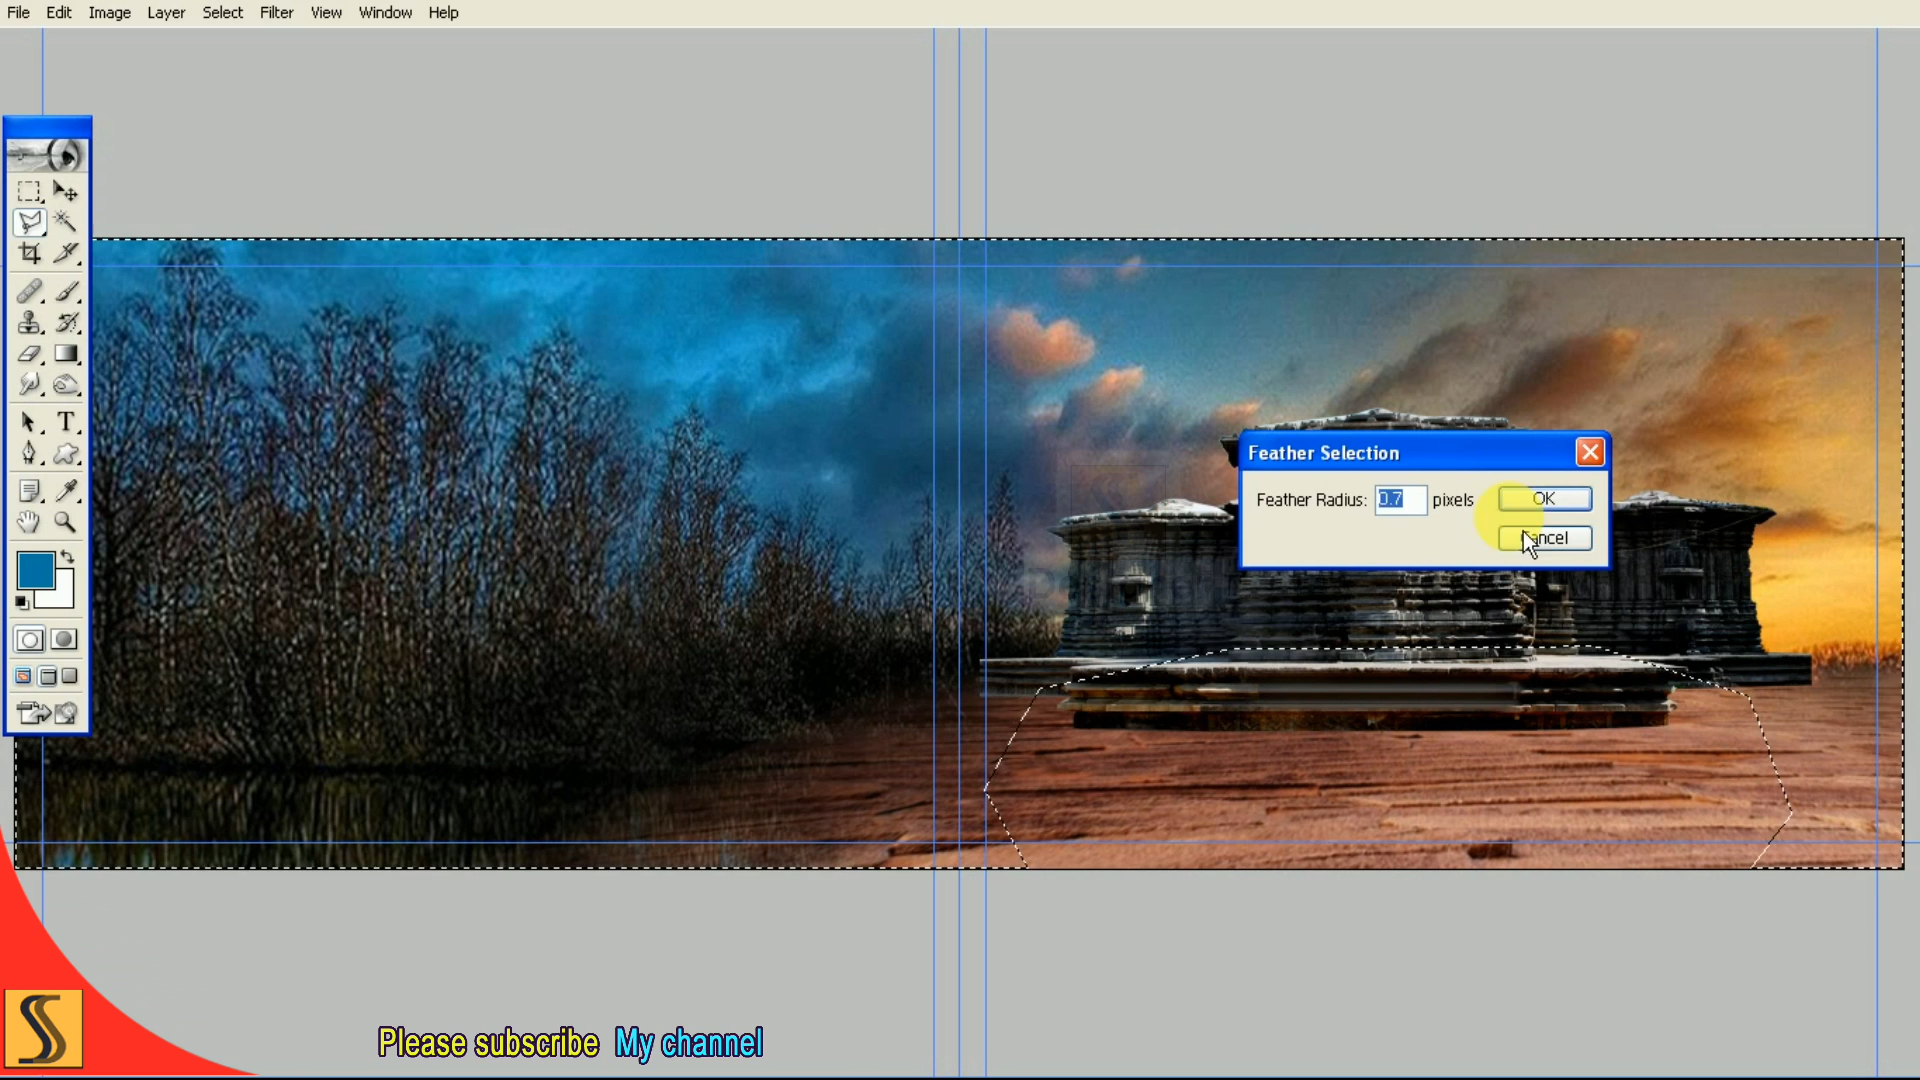 File Edit Image Layer Select Filter View Window Help
Feather Selection
Feather Radius: 0.7 pixels OK
Cancel
Please subscribe My channel